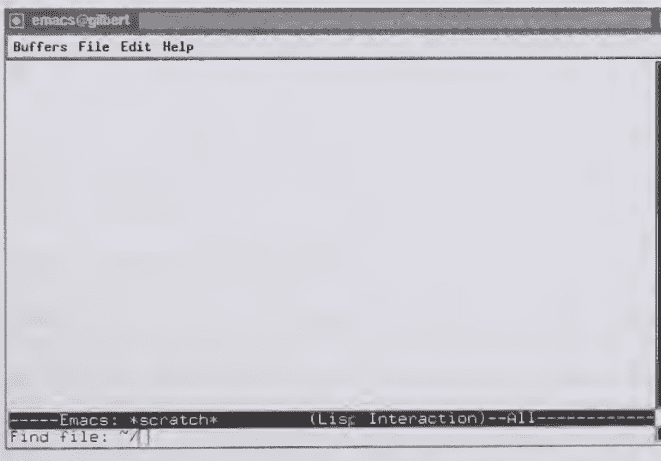 emacs@gilbert
Buffers File Edit Help
-----Emacs: *scratch*          (Lisp Interaction)--All------------
Find file: ~/